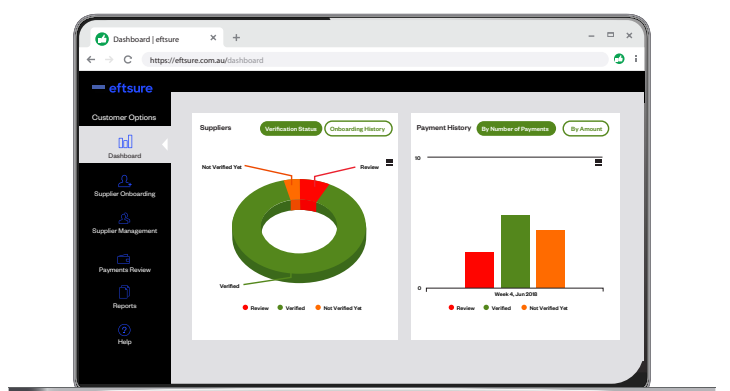 Dashboard | eftsure
https://eftsure.com.au/dashboard
eftsure
Customer Options
Dashboard
Supplier Onboarding
Supplier Management
Payments Review
Reports
?
Help
Suppliers
Verification Status
Onboarding History
Not Verified Yet
Review
Verified
Review
Verified
Not Verified Yet
Payment History
By Number of Payments
By Amount
10
0
Week 4, Jun 2018
Review
Verified
Not Verified Yet